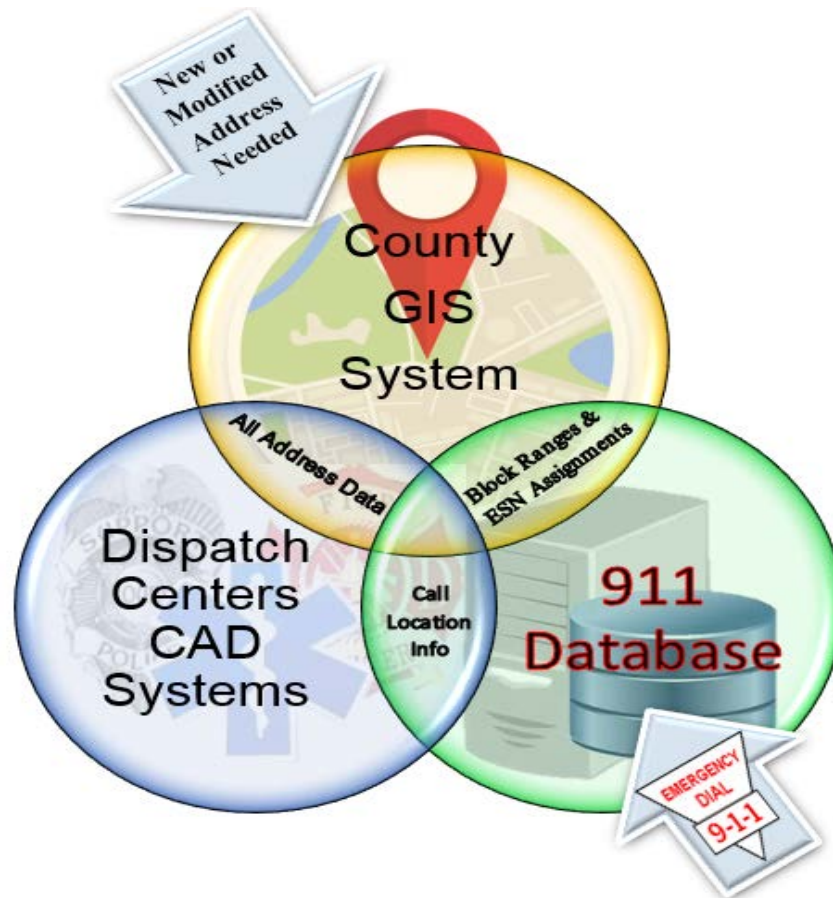 New or
Modified
Address
Needed
County
GIS
System
All Address Data
Block Ranges &
ESN Assignments
Dispatch
Centers
CAD
Systems
Call
Location
Info
911
Database
EMERGENCY
DIAL
9-1-1